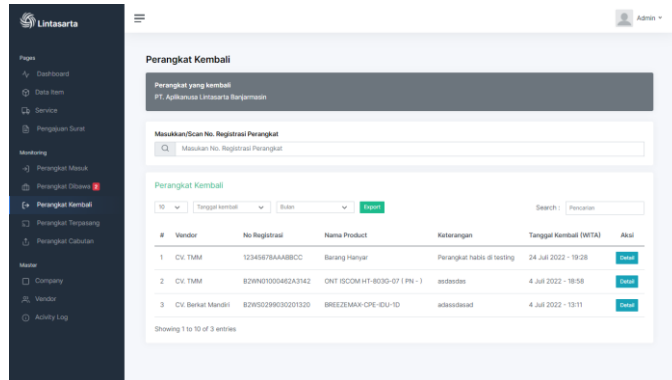 Lintasarta
Admin
Pages
Dashboard
Data Item
Service
Pengajuan Surat
Monitoring
Perangkat Masuk
Perangkat Dibawa 2
Perangkat Kembali
Perangkat Terpasang
Perangkat Cabutan
Master
Company
Vendor
Activity Log
Perangkat Kembali
Perangkat yang kembali
PT. Aplikanusa Lintasarta Banjarmasin
Masukkan/Scan No. Registrasi Perangkat
Masukan No. Registrasi Perangkat
Perangkat Kembali
10 Tanggal kembali Bulan Export Search : Pencarian
# Vendor No Registrasi Nama Product Keterangan Tanggal Kembali (WITA) Aksi
1 CV. TMM 12345678AAABBCC Barang Hanyar Perangkat habis di testing 24 Juli 2022 - 19:28 Detail
2 CV. TMM B2WN01000462A3142 ONT ISCOM HT-803G-07 ( PN - ) asdasdas 4 Juli 2022 - 18:58 Detail
3 CV. Berkat Mandiri B2WS0299030201320 BREEZEMAX-CPE-IDU-1D adassdasad 4 Juli 2022 - 13:11 Detail
Showing 1 to 10 of 3 entries